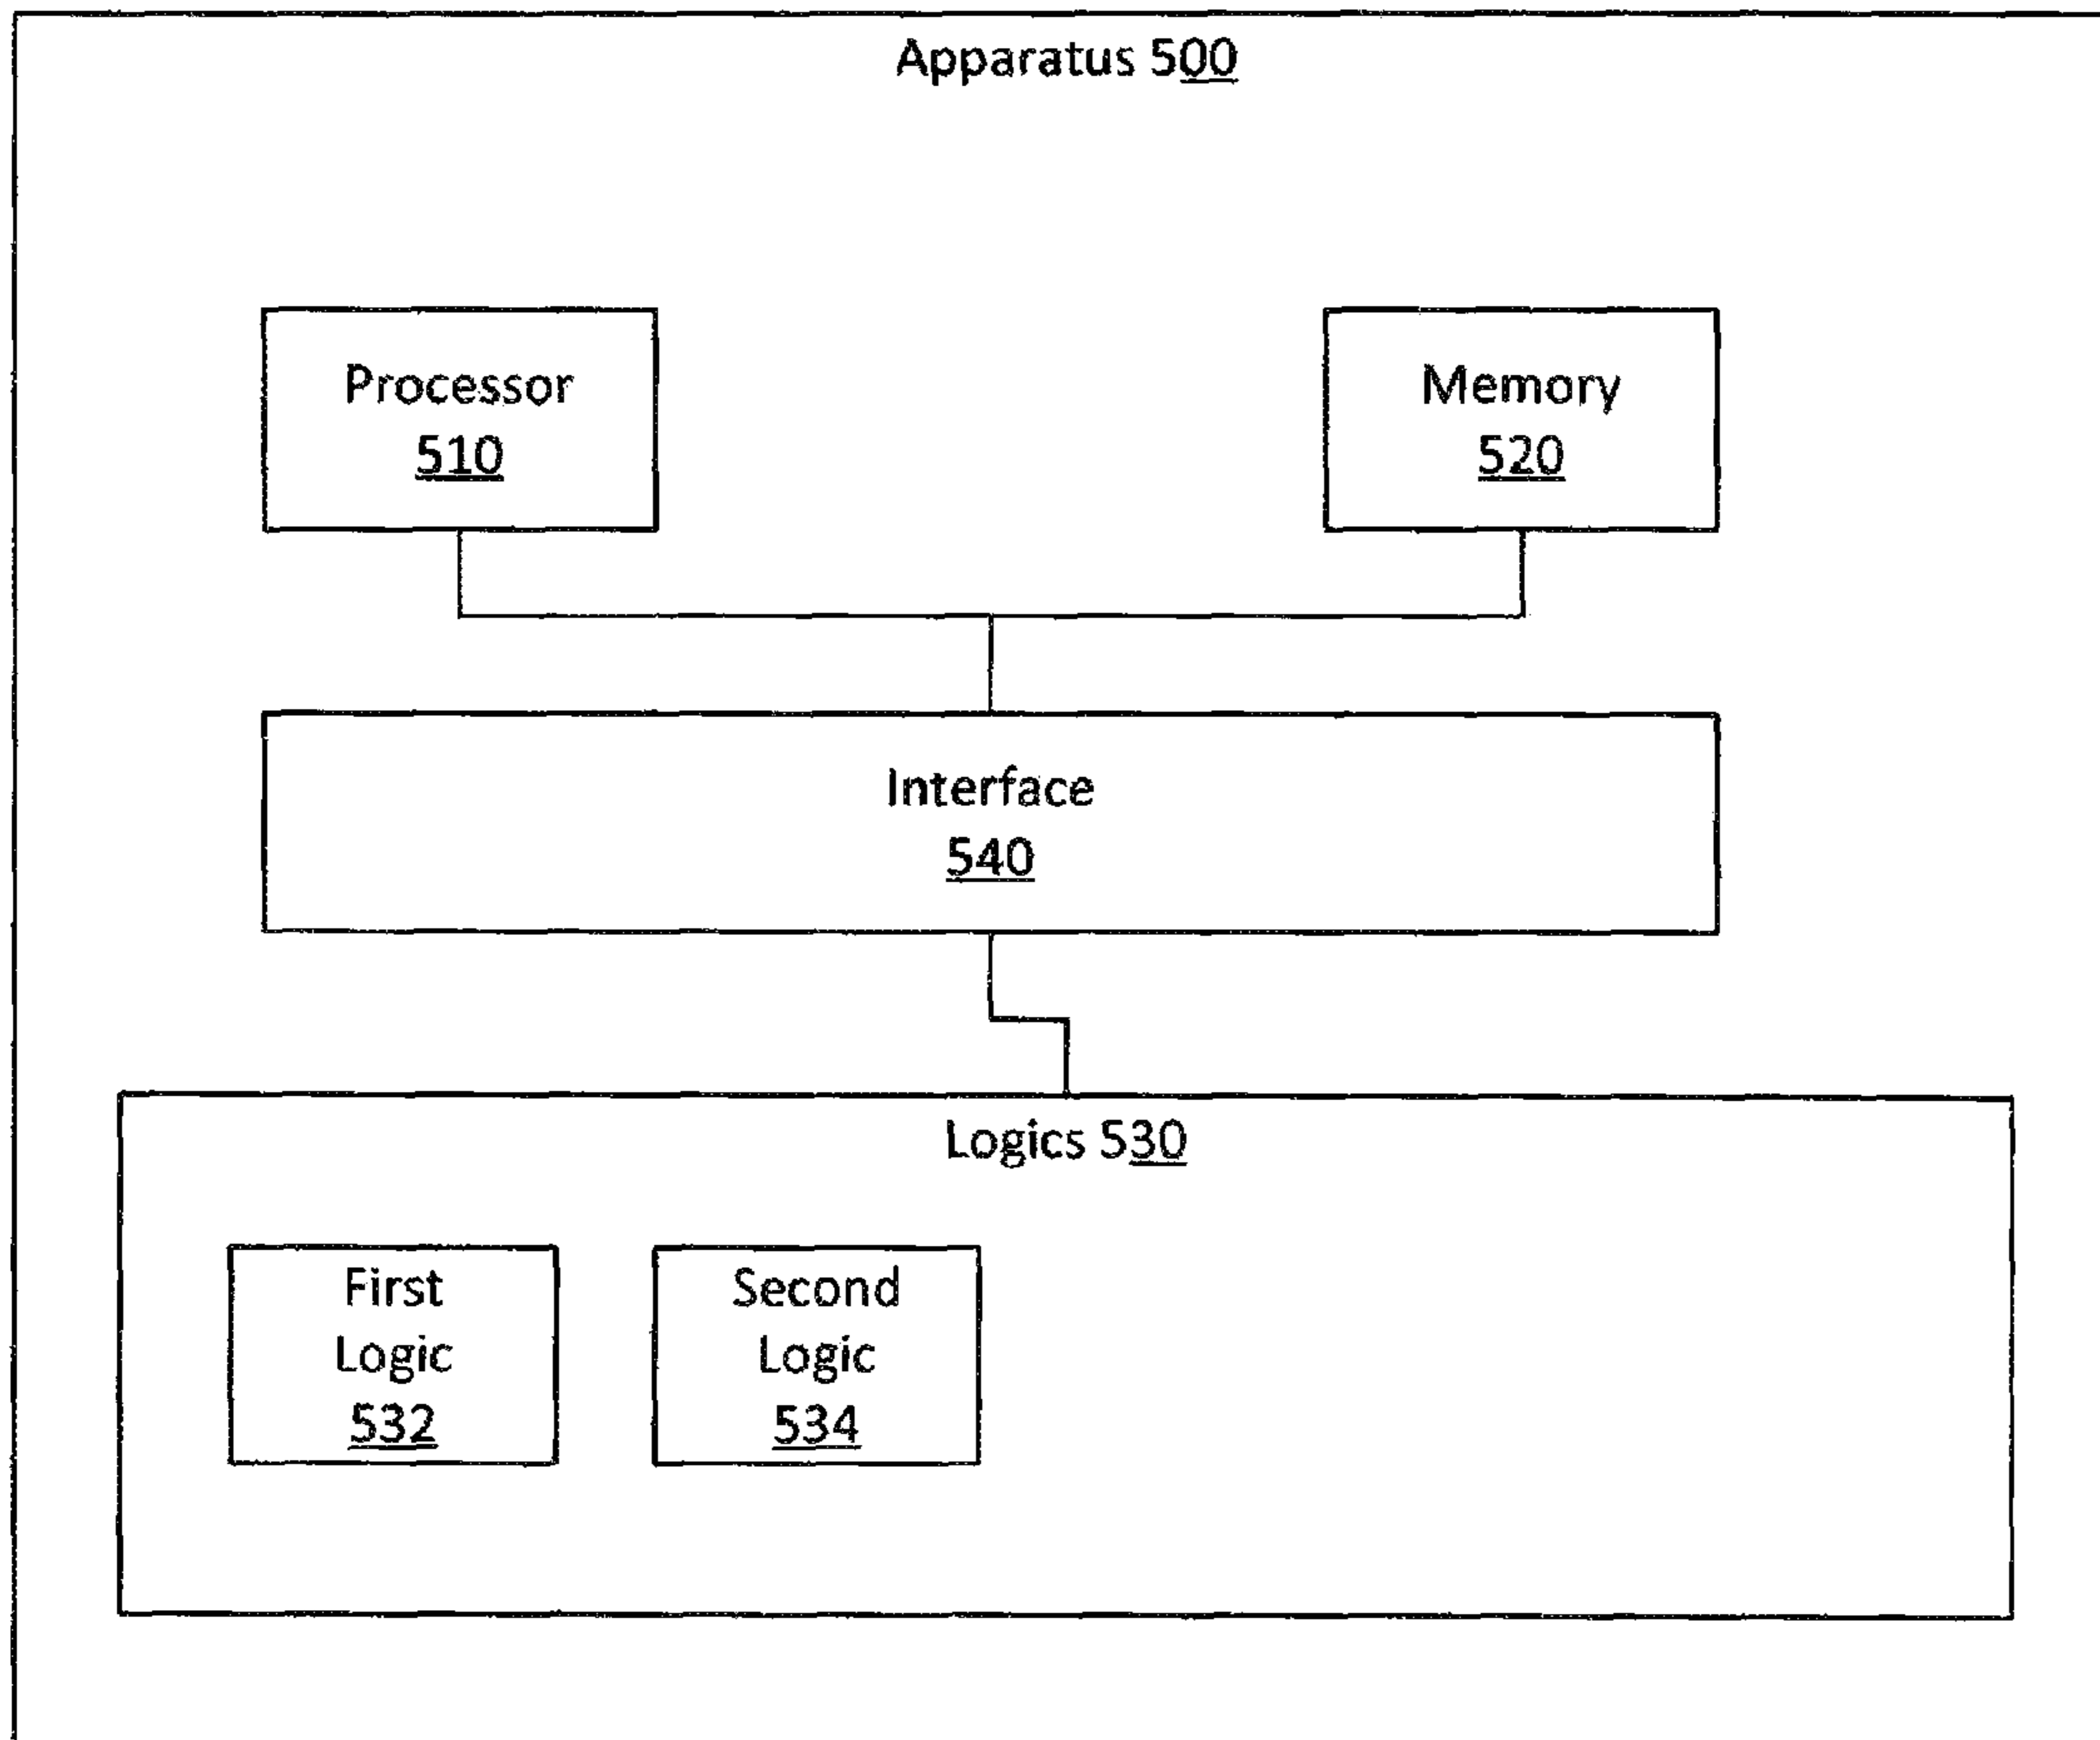 Apparatus 500
Processor
510
Memory
520
Interface
540
Logics 530
First
Logic
532
Second
Logic
534